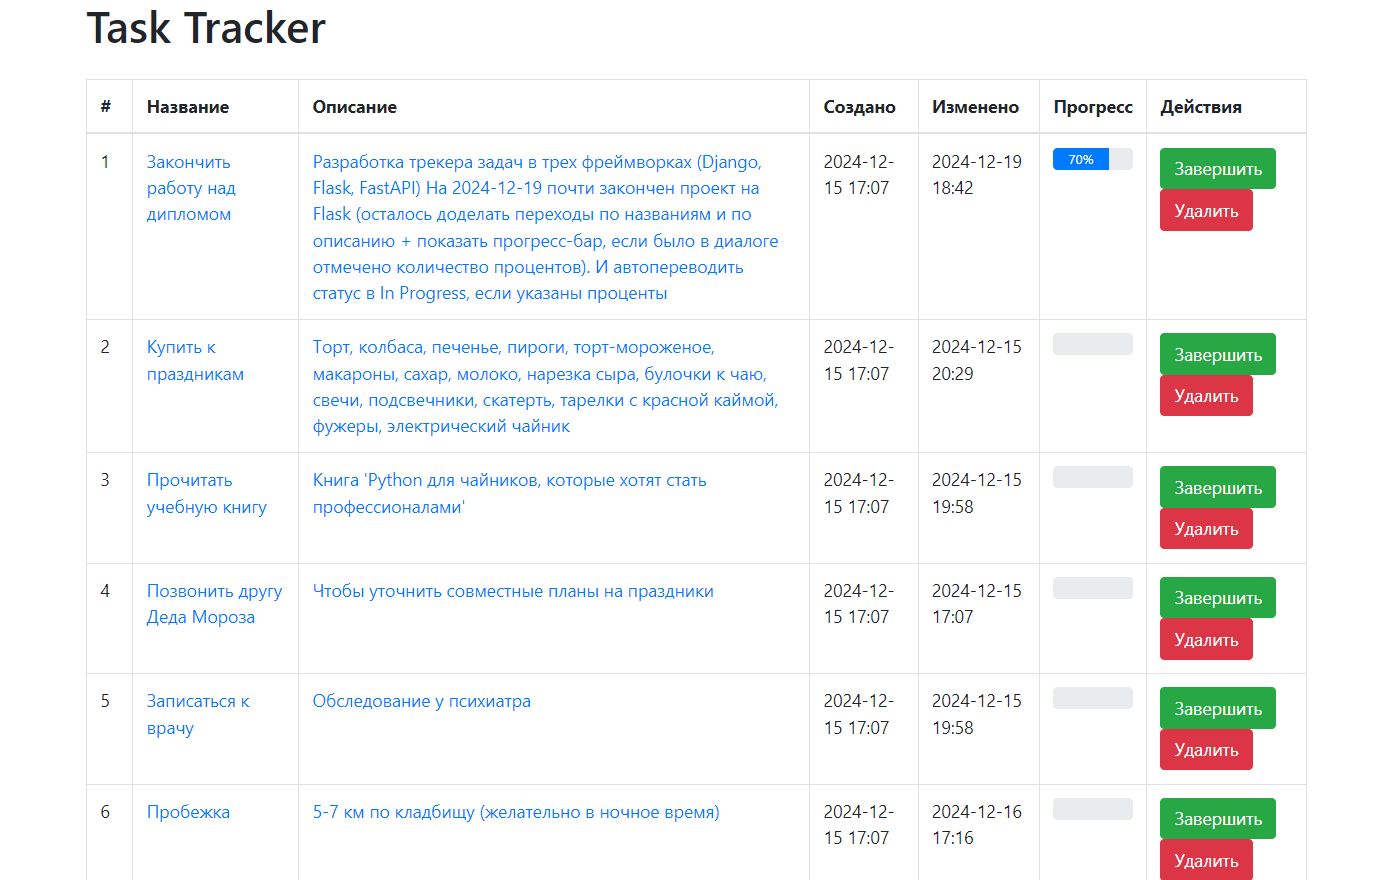 Task Tracker
# Название Описание Создано Изменено Прогресс Действия
1 Закончить Разработка трекера задач в трех фреймворках (Django, 2024-12- 2024-12-19 70% Завершить
работу над Flask, FastAPI) На 2024-12-19 почти закончен проект на 15 17:07 18:42
дипломом Flask (осталось доделать переходы по названиям и по Удалить
описанию + показать прогресс-бар, если было в диалоге
отмечено количество процентов). И автопереводить
статус в In Progress, если указаны проценты
2 Купить к Торт, колбаса, печенье, пироги, торт-мороженое, 2024-12- 2024-12-15 Завершить
праздникам макароны, сахар, молоко, нарезка сыра, булочки к чаю, 15 17:07 20:29
свечи, подсвечники, скатерть, тарелки с красной каймой, Удалить
фужеры, электрический чайник
3 Прочитать Книга 'Python для чайников, которые хотят стать 2024-12- 2024-12-15 Завершить
учебную книгу профессионалами' 15 17:07 19:58
Удалить
4 Позвонить другу Чтобы уточнить совместные планы на праздники 2024-12- 2024-12-15 Завершить
Деда Мороза 15 17:07 17:07
Удалить
5 Записаться к Обследование у психиатра 2024-12- 2024-12-15 Завершить
врачу 15 17:07 19:58
Удалить
6 Пробежка 5-7 км по кладбищу (желательно в ночное время) 2024-12- 2024-12-16 Завершить
15 17:07 17:16
Удалить